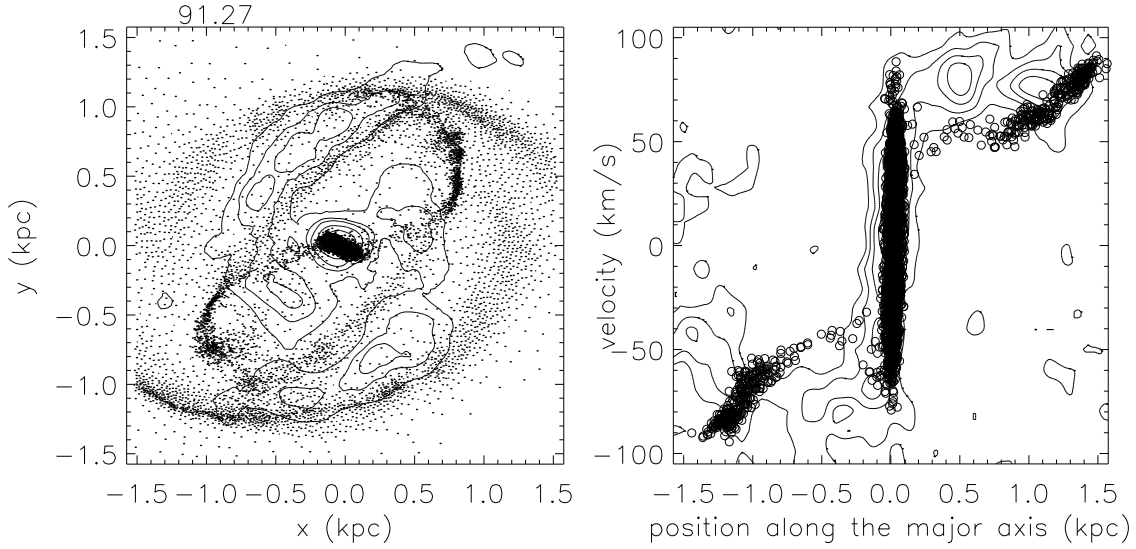 91.27
1.5
1.0
0.5
0.0
−0.5
−1.0
−1.5
y (kpc)
−1.5 −1.0 −0.5 0.0 0.5 1.0 1.5
x (kpc)
100
50
0
−50
−100
velocity (km/s)
−1.5 −1.0 −0.5 0.0 0.5 1.0 1.5
position along the major axis (kpc)